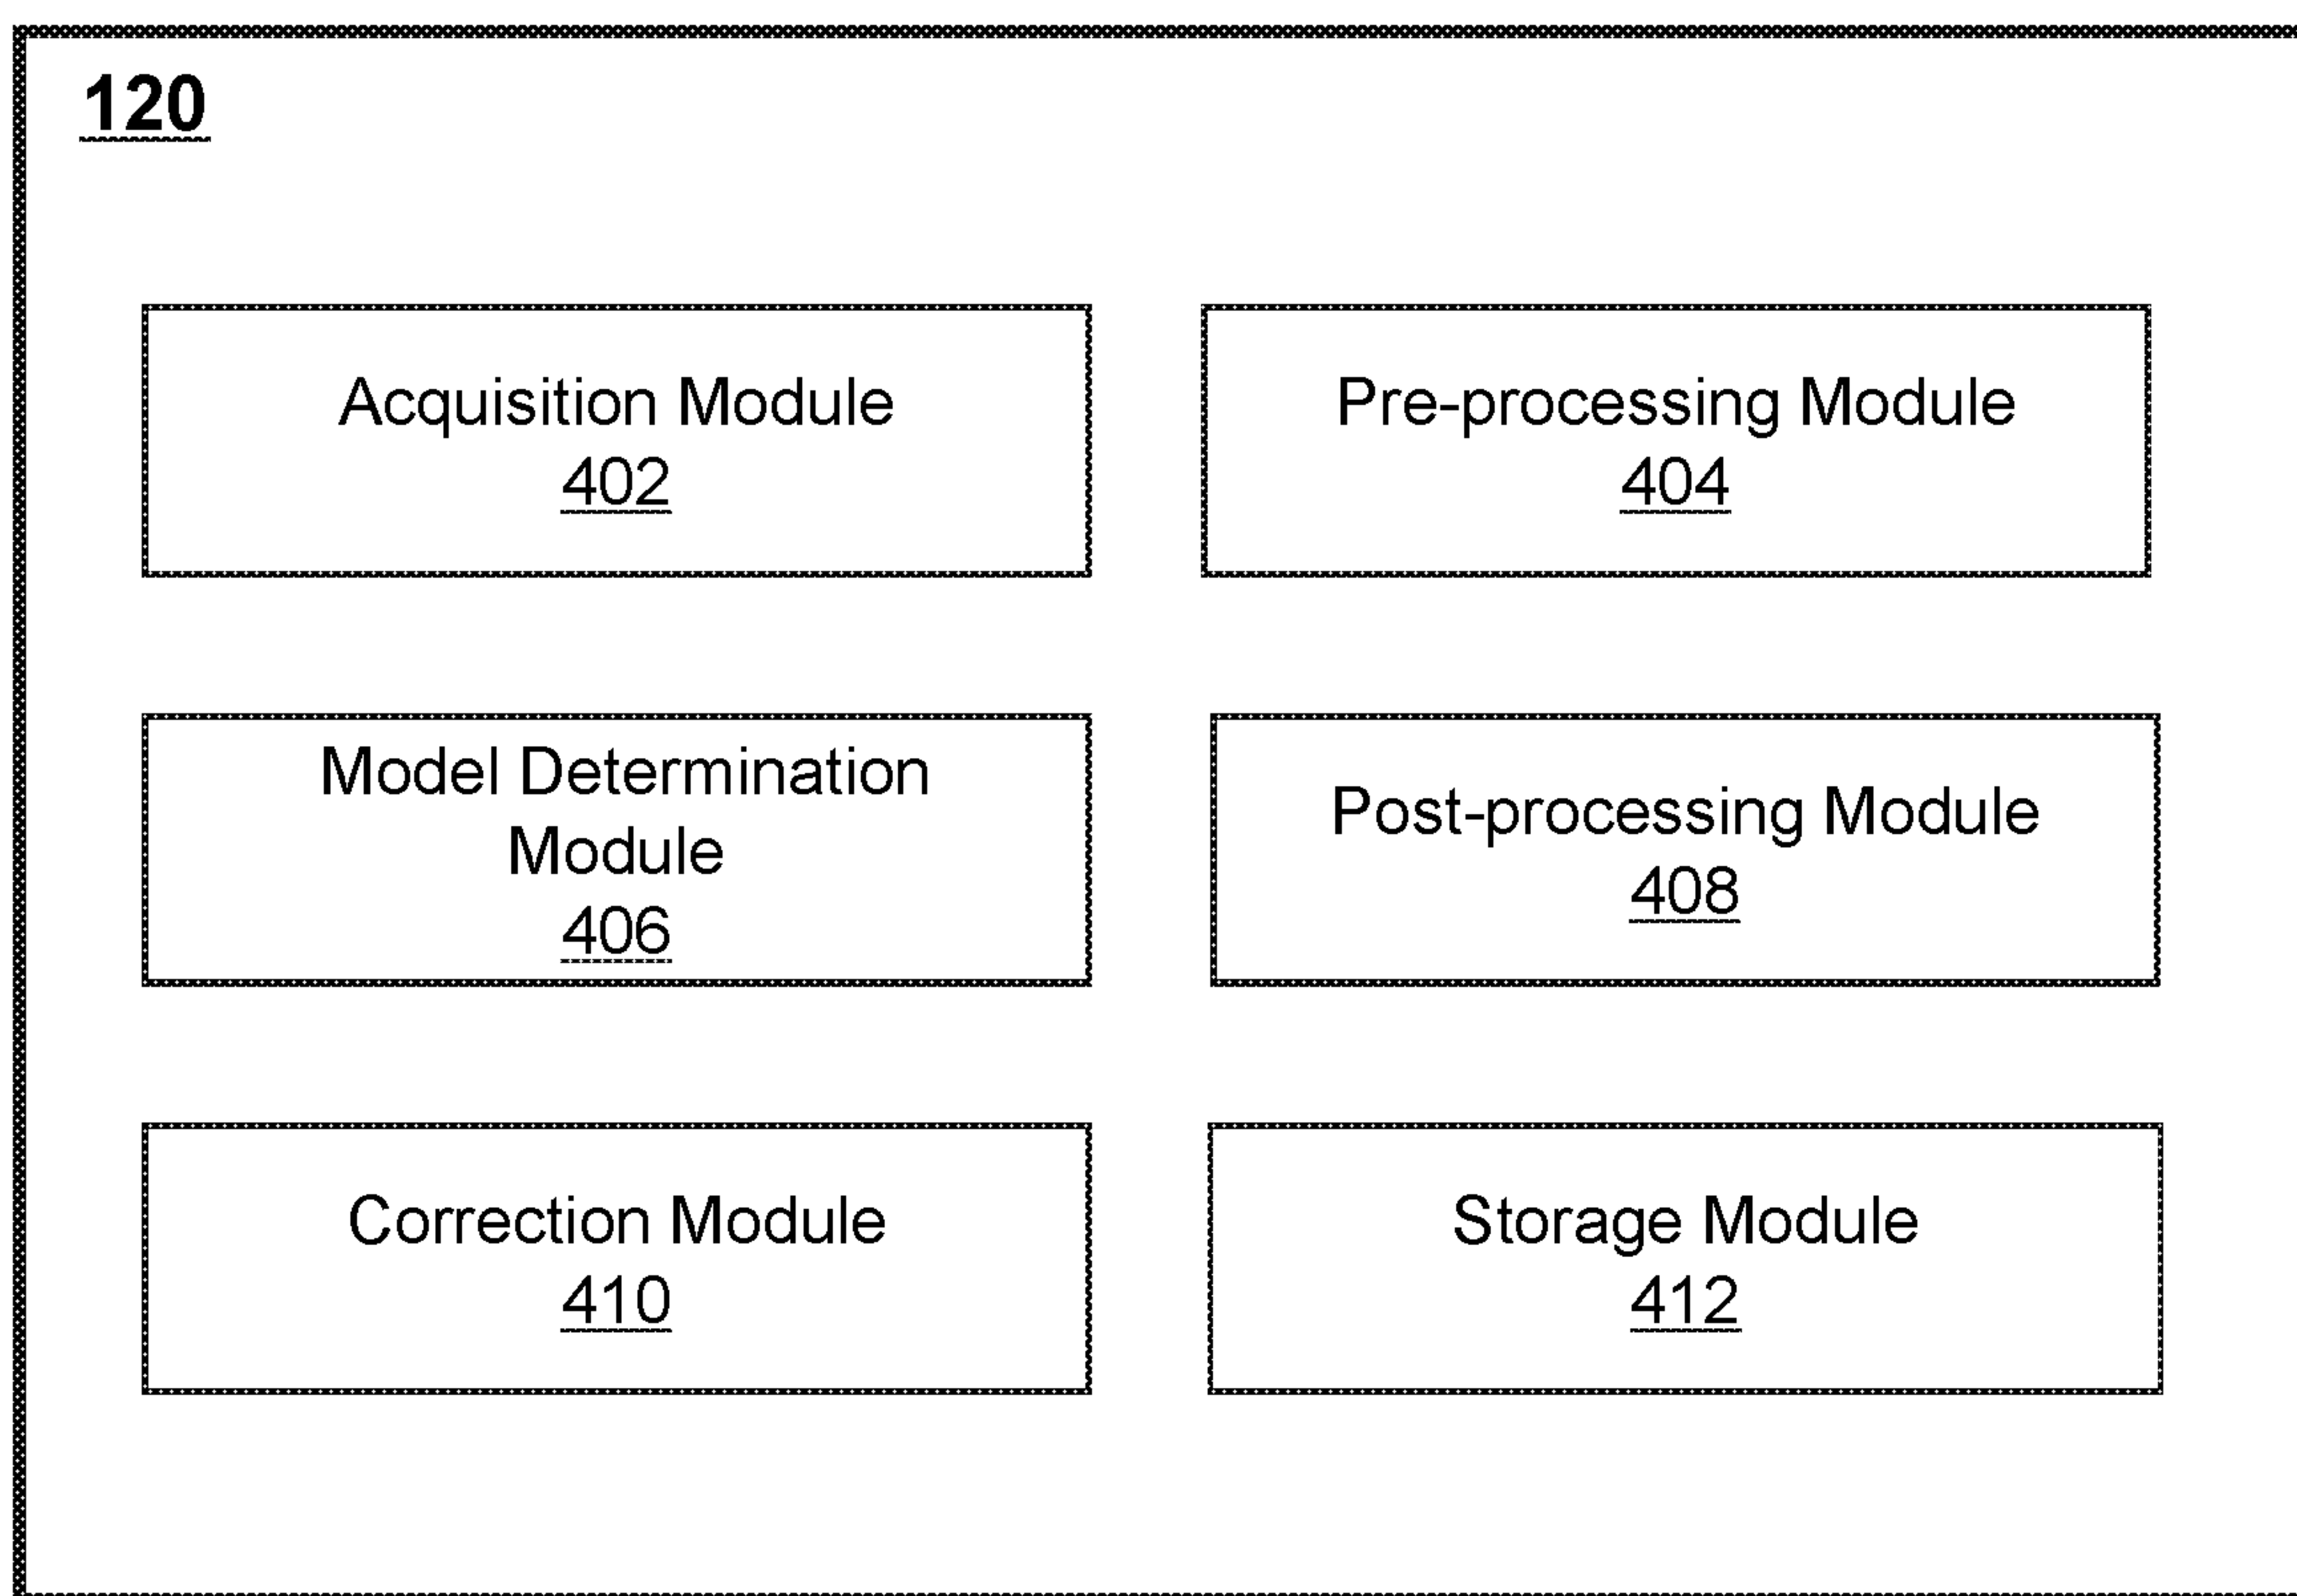 120
Acquisition Module
402
Pre-processing Module
404
Model Determination
Module
406
Post-processing Module
408
Correction Module
410
Storage Module
412